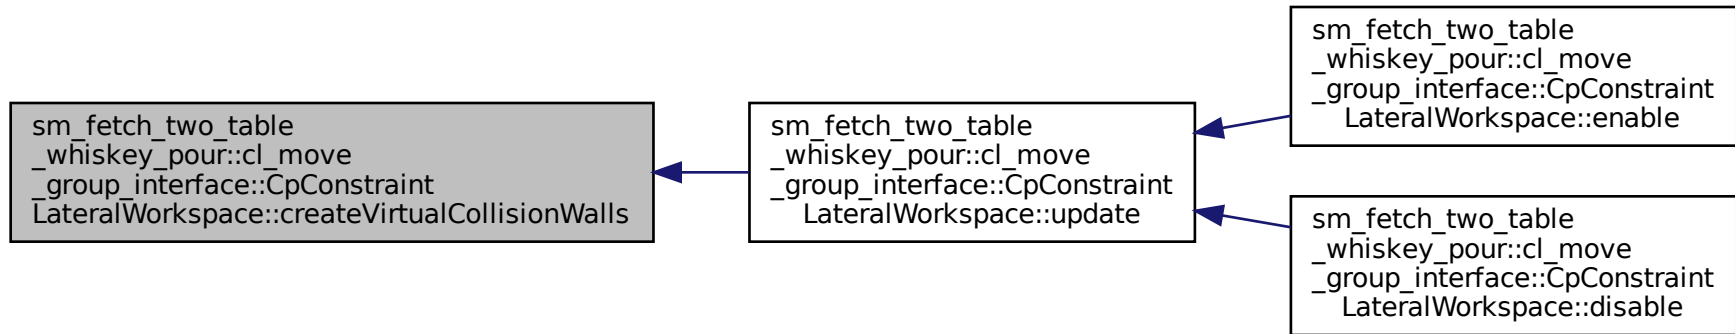 sm_fetch_two_table
_whiskey_pour::cl_move
_group_interface::CpConstraint
LateralWorkspace::createVirtualCollisionWalls
sm_fetch_two_table
_whiskey_pour::cl_move
_group_interface::CpConstraint
LateralWorkspace::update
sm_fetch_two_table
_whiskey_pour::cl_move
_group_interface::CpConstraint
LateralWorkspace::enable
sm_fetch_two_table
_whiskey_pour::cl_move
_group_interface::CpConstraint
LateralWorkspace::disable